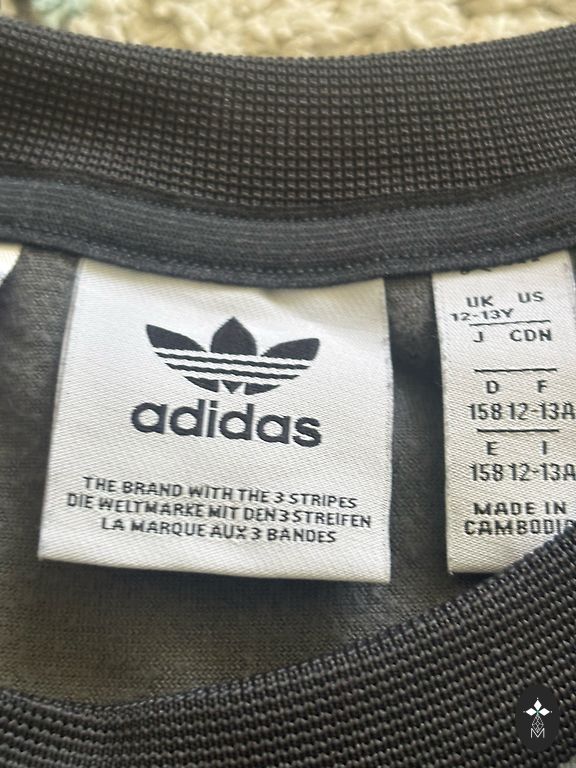 adidas
THE BRAND WITH THE 3 STRIPES
DIE WELTMARKE MIT DEN 3 STREIFEN
LA MARQUE AUX 3 BANDES
UK US
12-13Y
J CDN
D F
158 12-13A
E I
158 12-13A
MADE IN
CAMBODIA
M